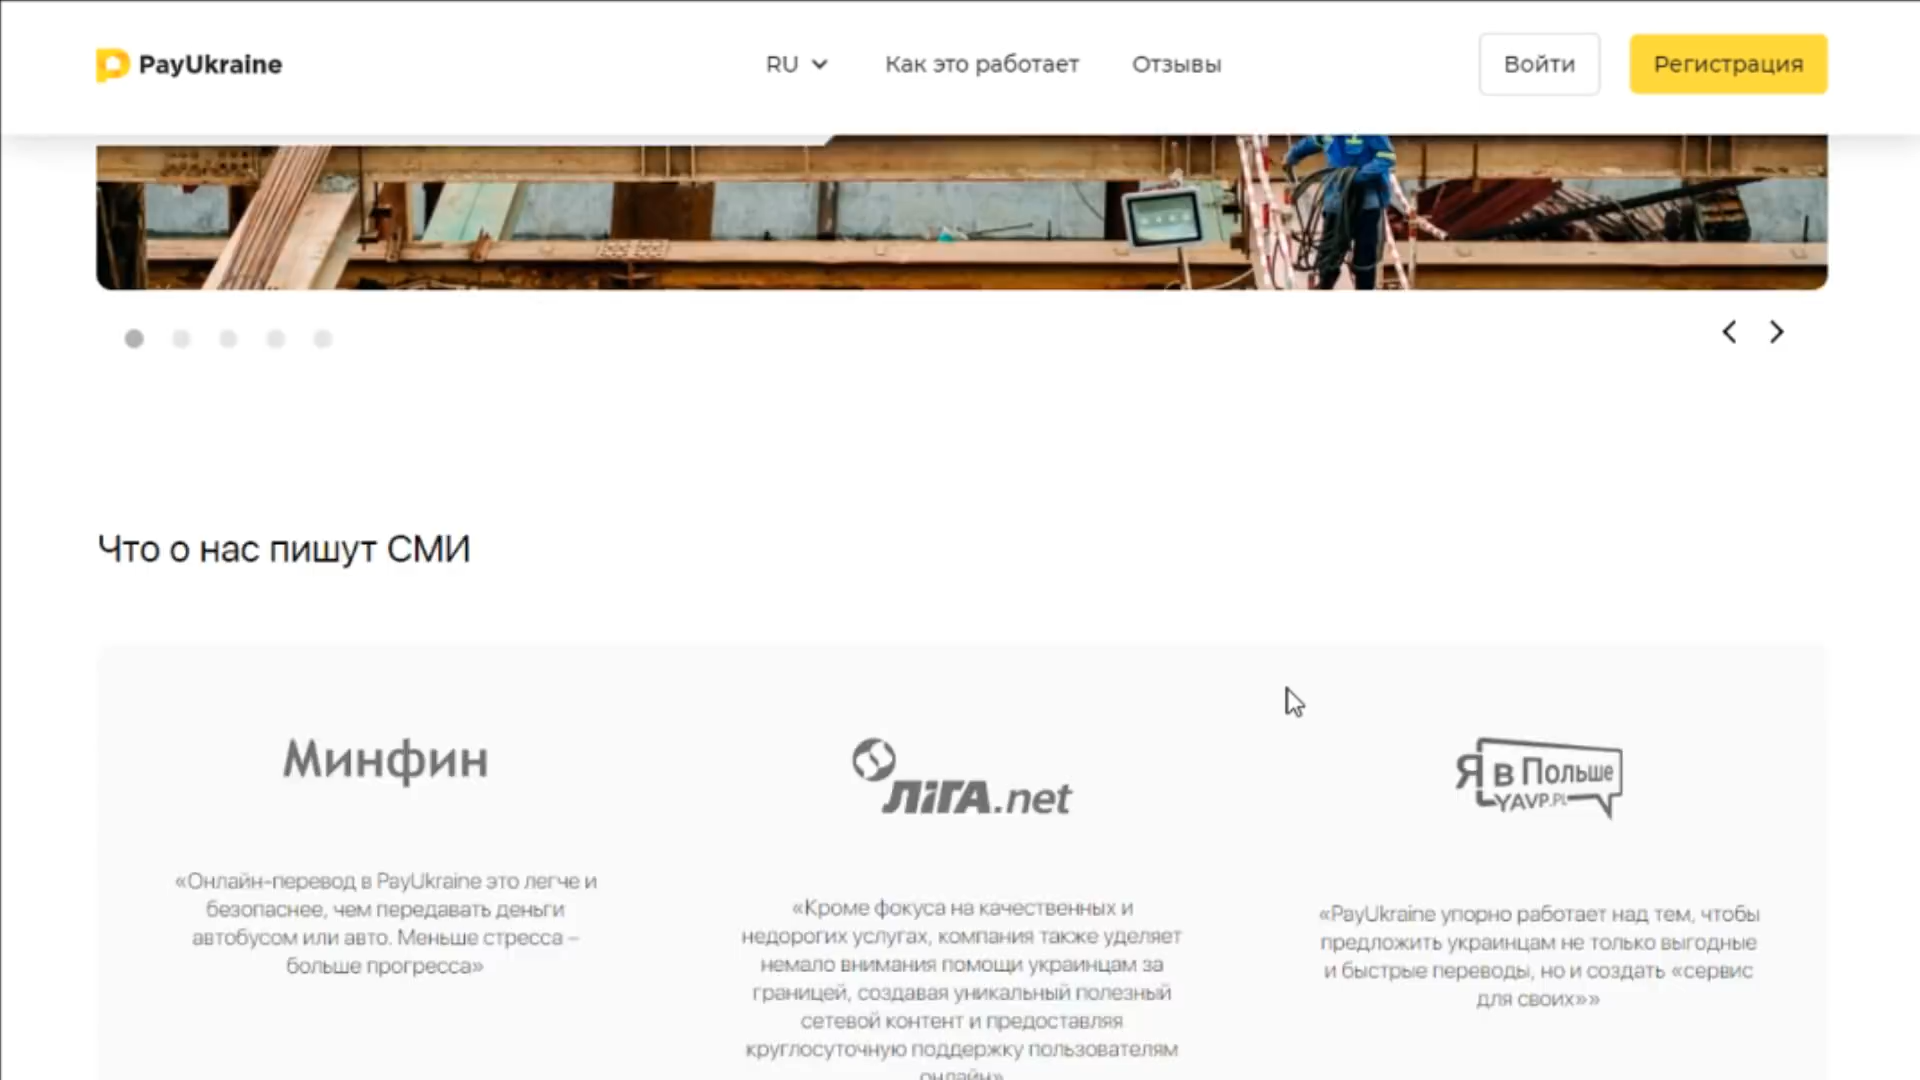 PayUkraine
RU
Как это работает
Отзывы
Войти
Регистрация
Что о нас пишут СМИ
Минфин
«Онлайн-перевод в PayUkraine это легче и
безопаснее, чем передавать деньги
автобусом или авто. Меньше стресса –
больше прогресса»
ЛІГА.net
«Кроме фокуса на качественных и
недорогих услугах, компания также уделяет
немало внимания помощи украинцам за
границей, создавая уникальный полезный
сетевой контент и предоставляя
круглосуточную поддержку пользователям
онлайн»
Я в Польше
YAVP.PL
«PayUkraine упорно работает над тем, чтобы
предложить украинцам не только выгодные
и быстрые переводы, но и создать «сервис
для своих»»